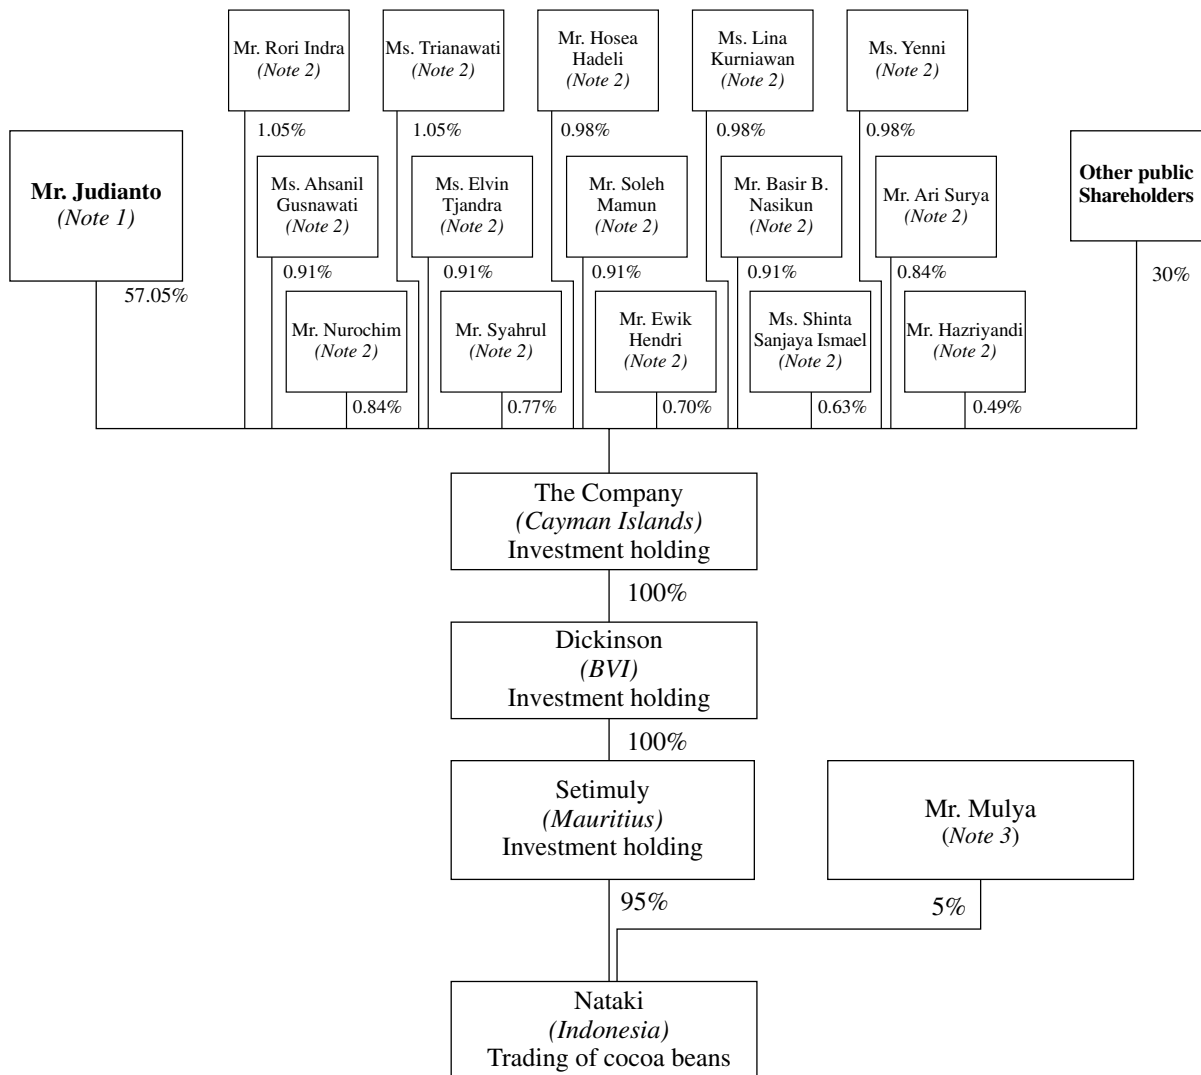 Mr. Rori Indra
(Note 2)
Ms. Trianawati
(Note 2)
Mr. Hosea
Hadeli
(Note 2)
Ms. Lina
Kurniawan
(Note 2)
Ms. Yenni
(Note 2)
1.05%
1.05%
0.98%
0.98%
0.98%
Mr. Judianto
(Note 1)
Ms. Ahsanil
Gusnawati
(Note 2)
Ms. Elvin
Tjandra
(Note 2)
Mr. Soleh
Mamun
(Note 2)
Mr. Basir B.
Nasikun
(Note 2)
Mr. Ari Surya
(Note 2)
Other public
Shareholders
57.05%
0.91%
0.91%
0.91%
0.91%
0.84%
30%
Mr. Nurochim
(Note 2)
Mr. Syahrul
(Note 2)
Mr. Ewik
Hendri
(Note 2)
Ms. Shinta
Sanjaya Ismael
(Note 2)
Mr. Hazriyandi
(Note 2)
0.84%
0.77%
0.70%
0.63%
0.49%
The Company
(Cayman Islands)
Investment holding
100%
Dickinson
(BVI)
Investment holding
100%
Setimuly
(Mauritius)
Investment holding
Mr. Mulya
(Note 3)
95%
5%
Nataki
(Indonesia)
Trading of cocoa beans